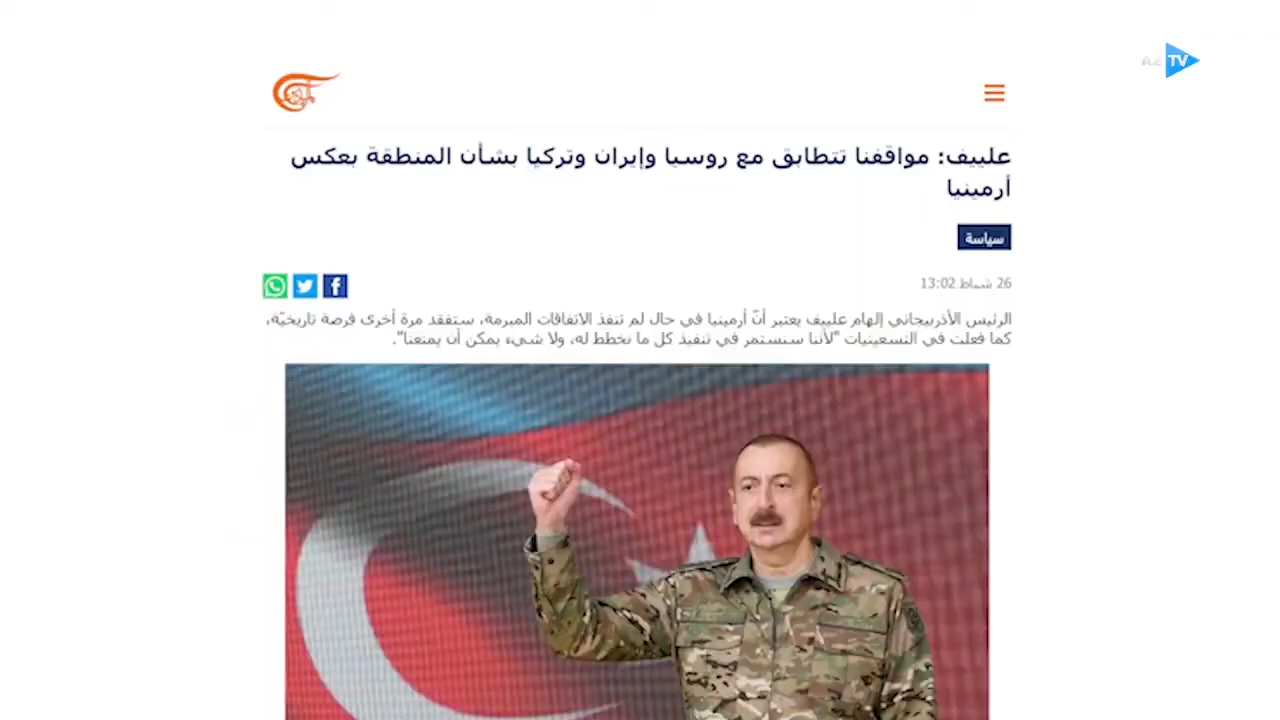 AzTV
علييف: مواقفنا تتطابق مع روسيا وإيران وتركيا بشأن المنطقة بعكس
أرمينيا
سياسة
26 شباط 13:02
الرئيس الأذربيجاني إلهام علييف يعتبر أنّ أرمينيا في حال لم تنفذ الاتفاقات المبرمة، ستفقد مرة أخرى فرصة تاريخيّة،
كما فعلت في التسعينيات "لأننا سنستمر في تنفيذ كل ما نخطط له، ولا شيء يمكن أن يمنعنا".